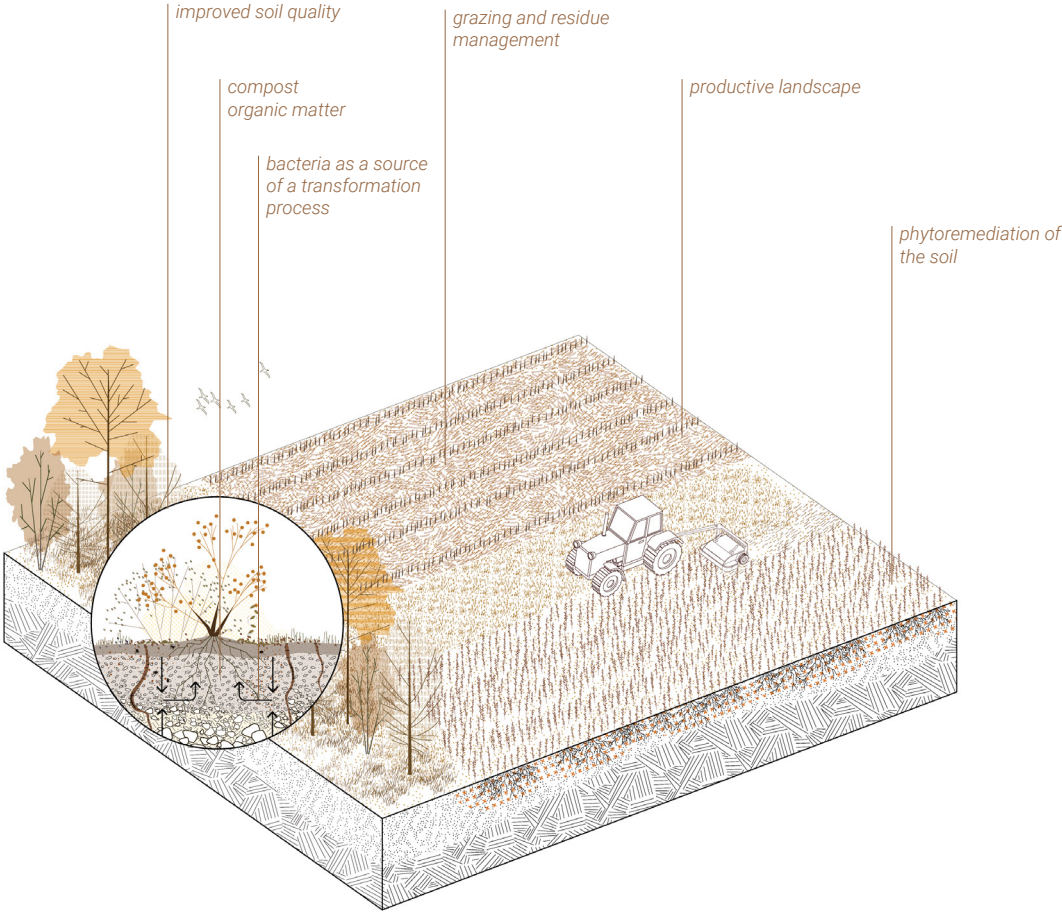 improved soil quality
grazing and residue
management
compost
organic matter
productive landscape
bacteria as a source
of a transformation
process
phytoremediation of
the soil